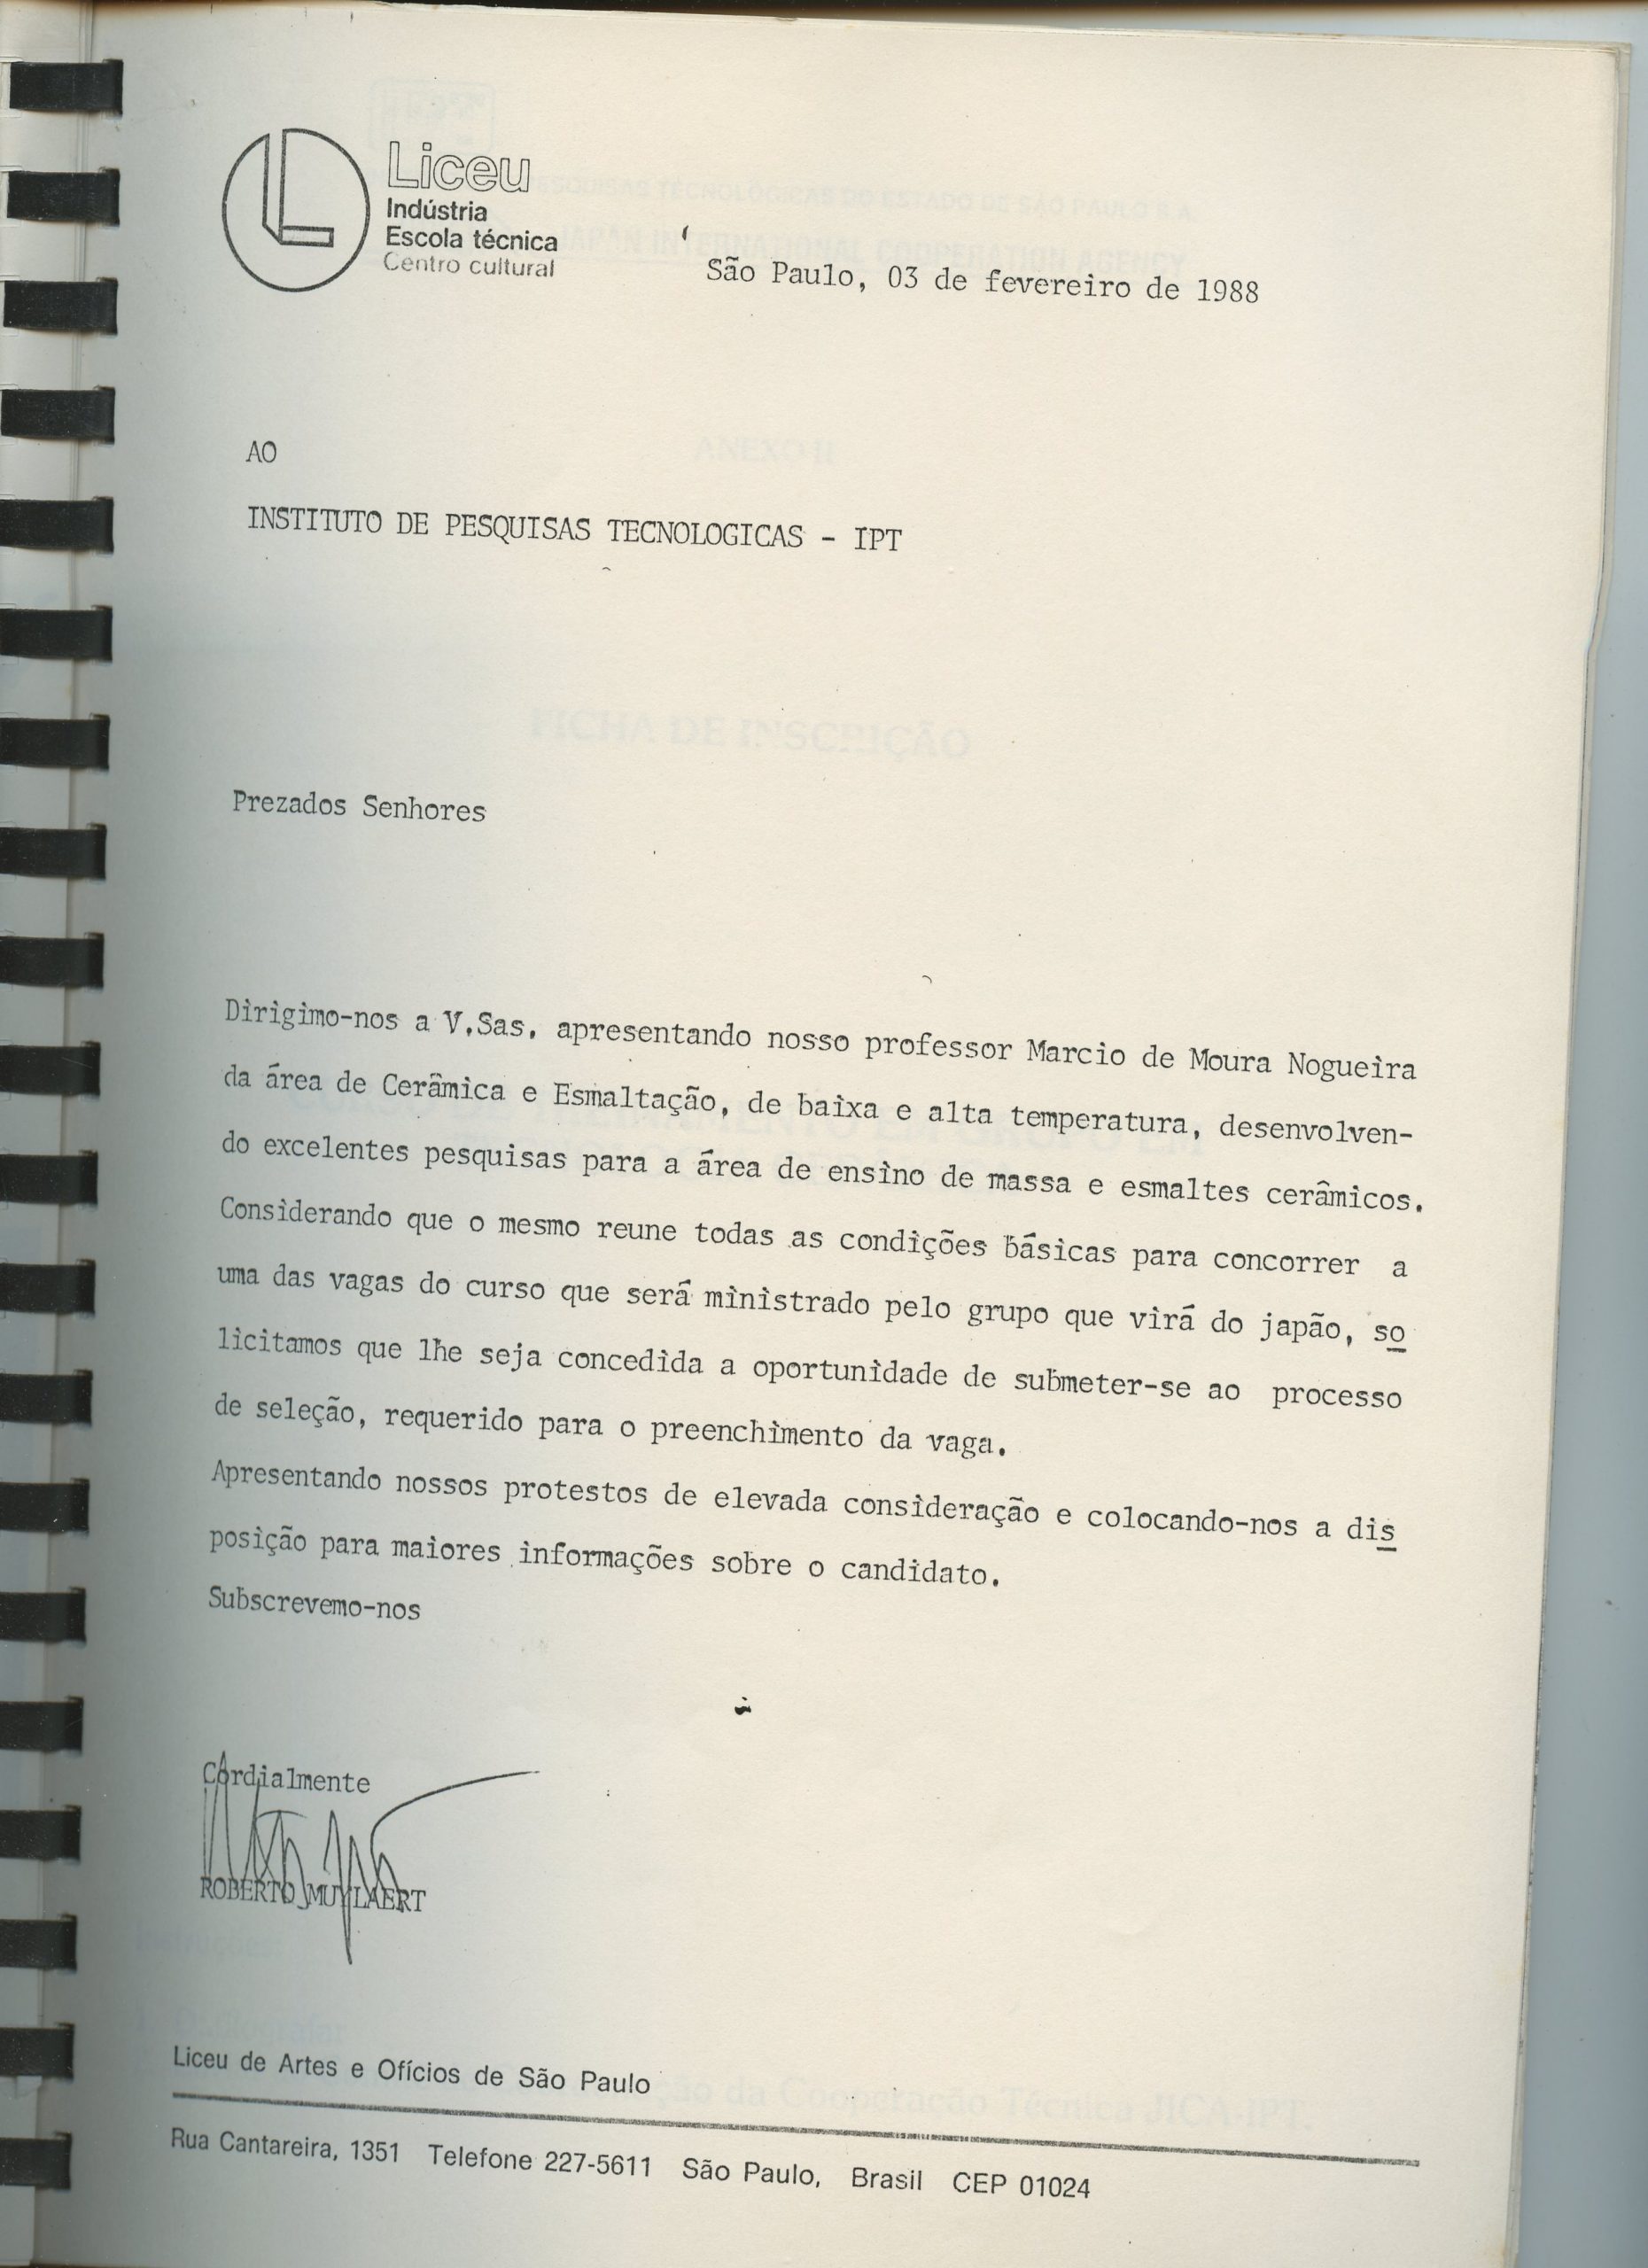 Liceu
Indústria
Escola técnica
Centro cultural
São Paulo, 03 de fevereiro de 1988
AO
INSTITUTO DE PESQUISAS TECNOLOGICAS - IPT
FICHA DE INSCRIÇÃO
Prezados Senhores
Dirigimo-nos a V.Sas. apresentando nosso professor Marcio de Moura Nogueira
da área de Cerâmica e Esmaltação, de baixa e alta temperatura, desenvolven-
do excelentes pesquisas para a área de ensino de massa e esmaltes cerâmicos.
Considerando que o mesmo reune todas as condições básicas para concorrer a
uma das vagas do curso que será ministrado pelo grupo que virá do japão, so
licitamos que lhe seja concedida a oportunidade de submeter-se ao processo
de seleção, requerido para o preenchimento da vaga.
Apresentando nossos protestos de elevada consideração e colocando-nos a dis
posição para maiores informações sobre o candidato.
Subscrevemo-nos
Cordialmente
ROBERTO MUYLAERT
Liceu de Artes e Ofícios de São Paulo
Rua Cantareira, 1351 Telefone 227-5611 São Paulo, Brasil CEP 01024